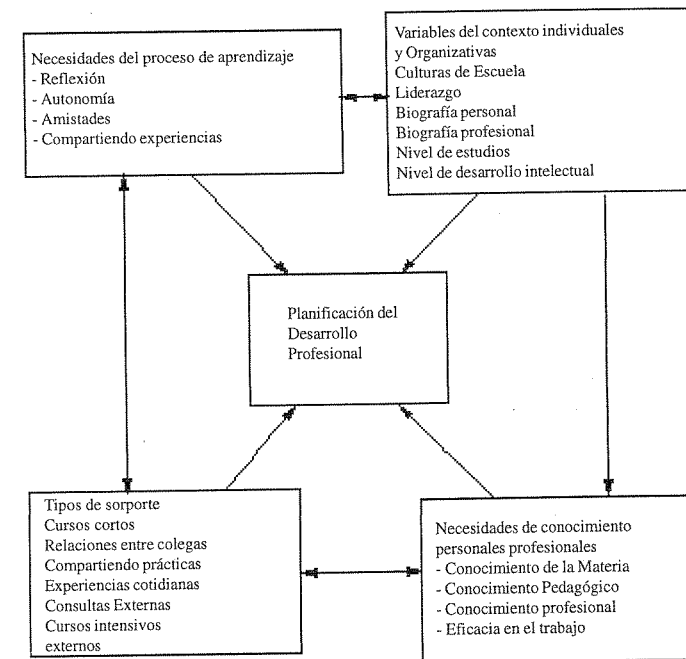 Necesidades del proceso de aprendizaje
- Reflexión
- Autonomía
- Amistades
- Compartiendo experiencias
Variables del contexto individuales
y Organizativas
Culturas de Escuela
Liderazgo
Biografía personal
Biografía profesional
Nivel de estudios
Nivel de desarrollo intelectual
Planificación del
Desarrollo
Profesional
Tipos de sorporte
Cursos cortos
Relaciones entre colegas
Compartiendo prácticas
Experiencias cotidianas
Consultas Externas
Cursos intensivos
externos
Necesidades de conocimiento
personales profesionales
- Conocimiento de la Materia
- Conocimiento Pedagógico
- Conocimiento profesional
- Eficacia en el trabajo